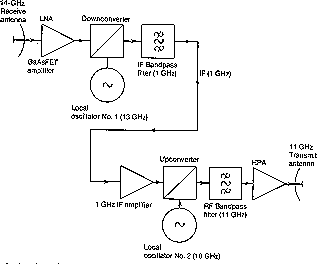 14-GHz
Receive
antenna
LNA
Downconverter
GaAsFET
amplifier
IF Bandpass
filter (1 GHz)
IF (1 GHz)
Local
oscillator No. 1 (13 GHz)
Upconverter
HPA
11 GHz
Transmit
antenna
1 GHz IF amplifier
RF Bandpass
filter (11 GHz)
Local
oscillator No. 2 (10 GHz)